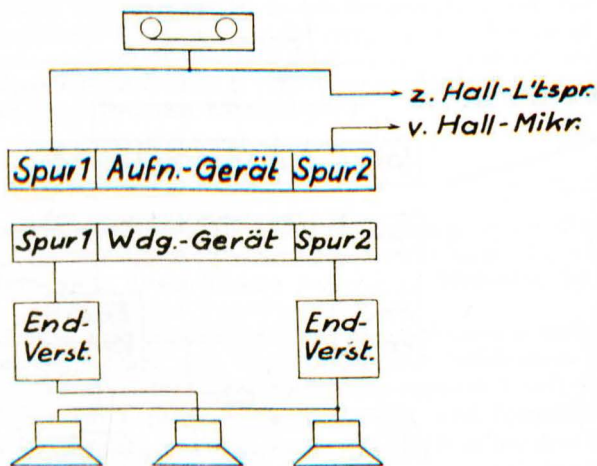 z. Hall-L'tspr.
v. Hall-Mikr.
Spur1 Aufn.-Gerät Spur2
Spur1 Wdg.-Gerät Spur2
End-
Verst.
End-
Verst.